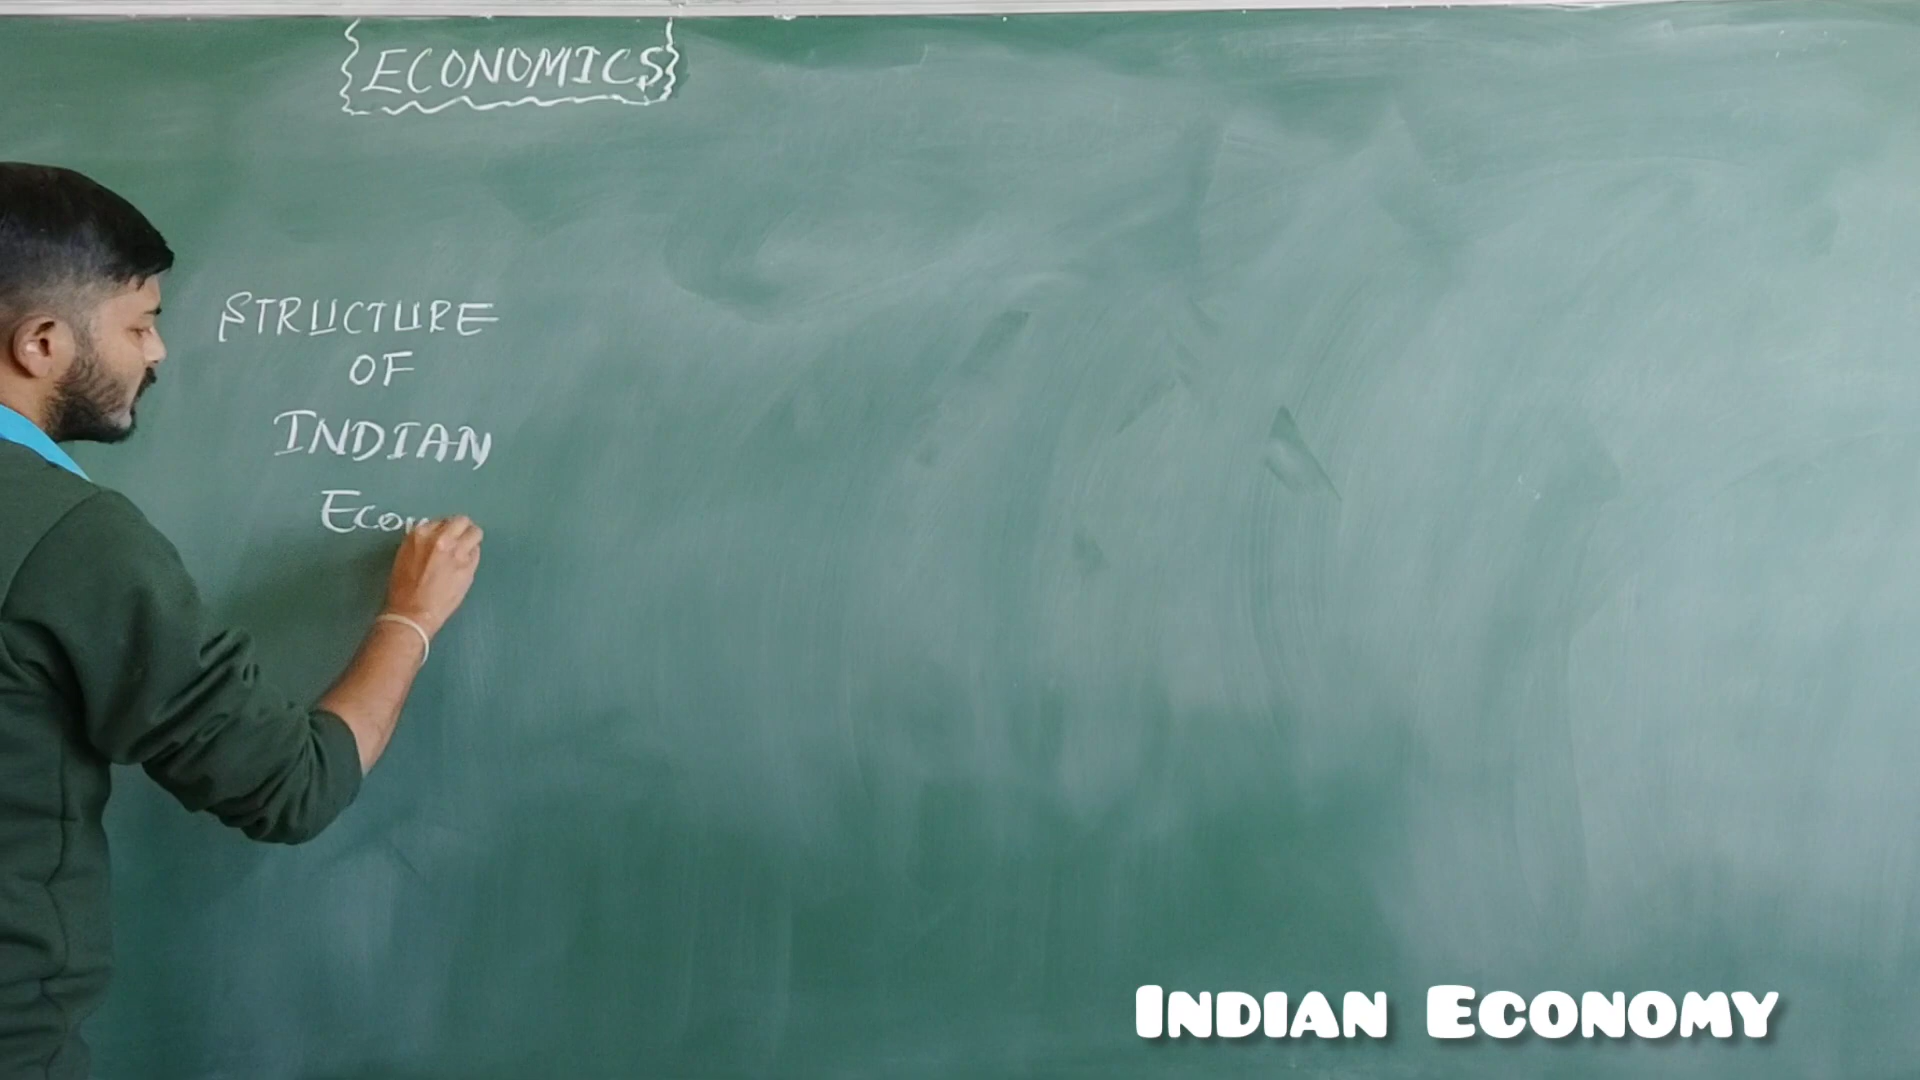 ECONOMICS
STRUCTURE
OF
INDIAN
INDIAN ECONOMY